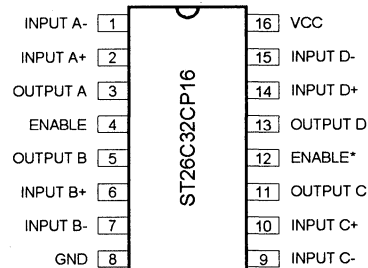 INPUT A- 1
INPUT A+ 2
OUTPUT A 3
ENABLE 4
OUTPUT B 5
INPUT B+ 6
INPUT B- 7
GND 8
ST26C32CP16
16 VCC
15 INPUT D-
14 INPUT D+
13 OUTPUT D
12 ENABLE*
11 OUTPUT C
10 INPUT C+
9 INPUT C-